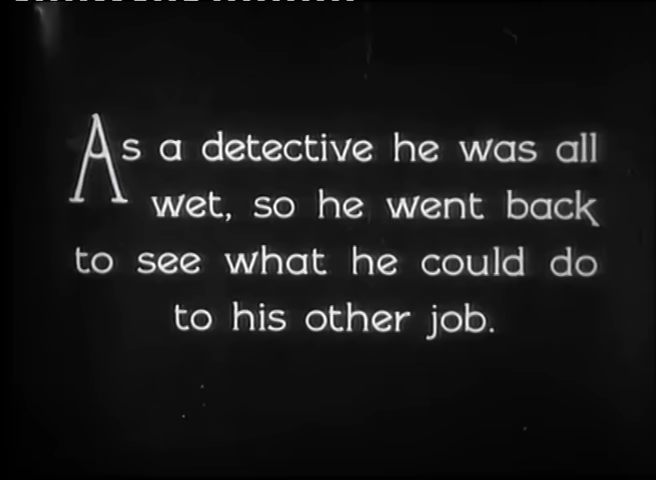 As a detective he was all
wet, so he went back
to see what he could do
to his other job.